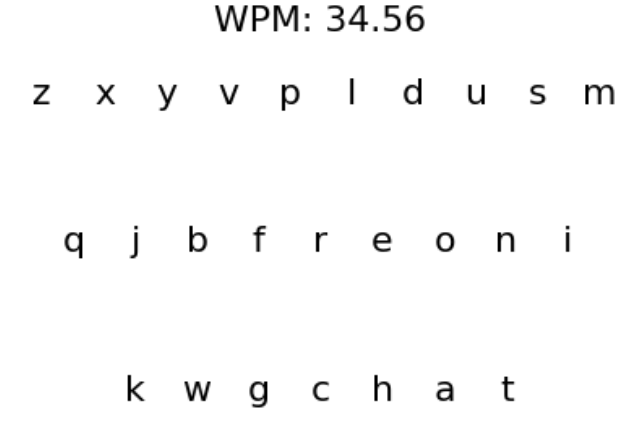 WPM: 34.56
z x y v p l d u s m
q j b f r e o n i
k w g c h a t